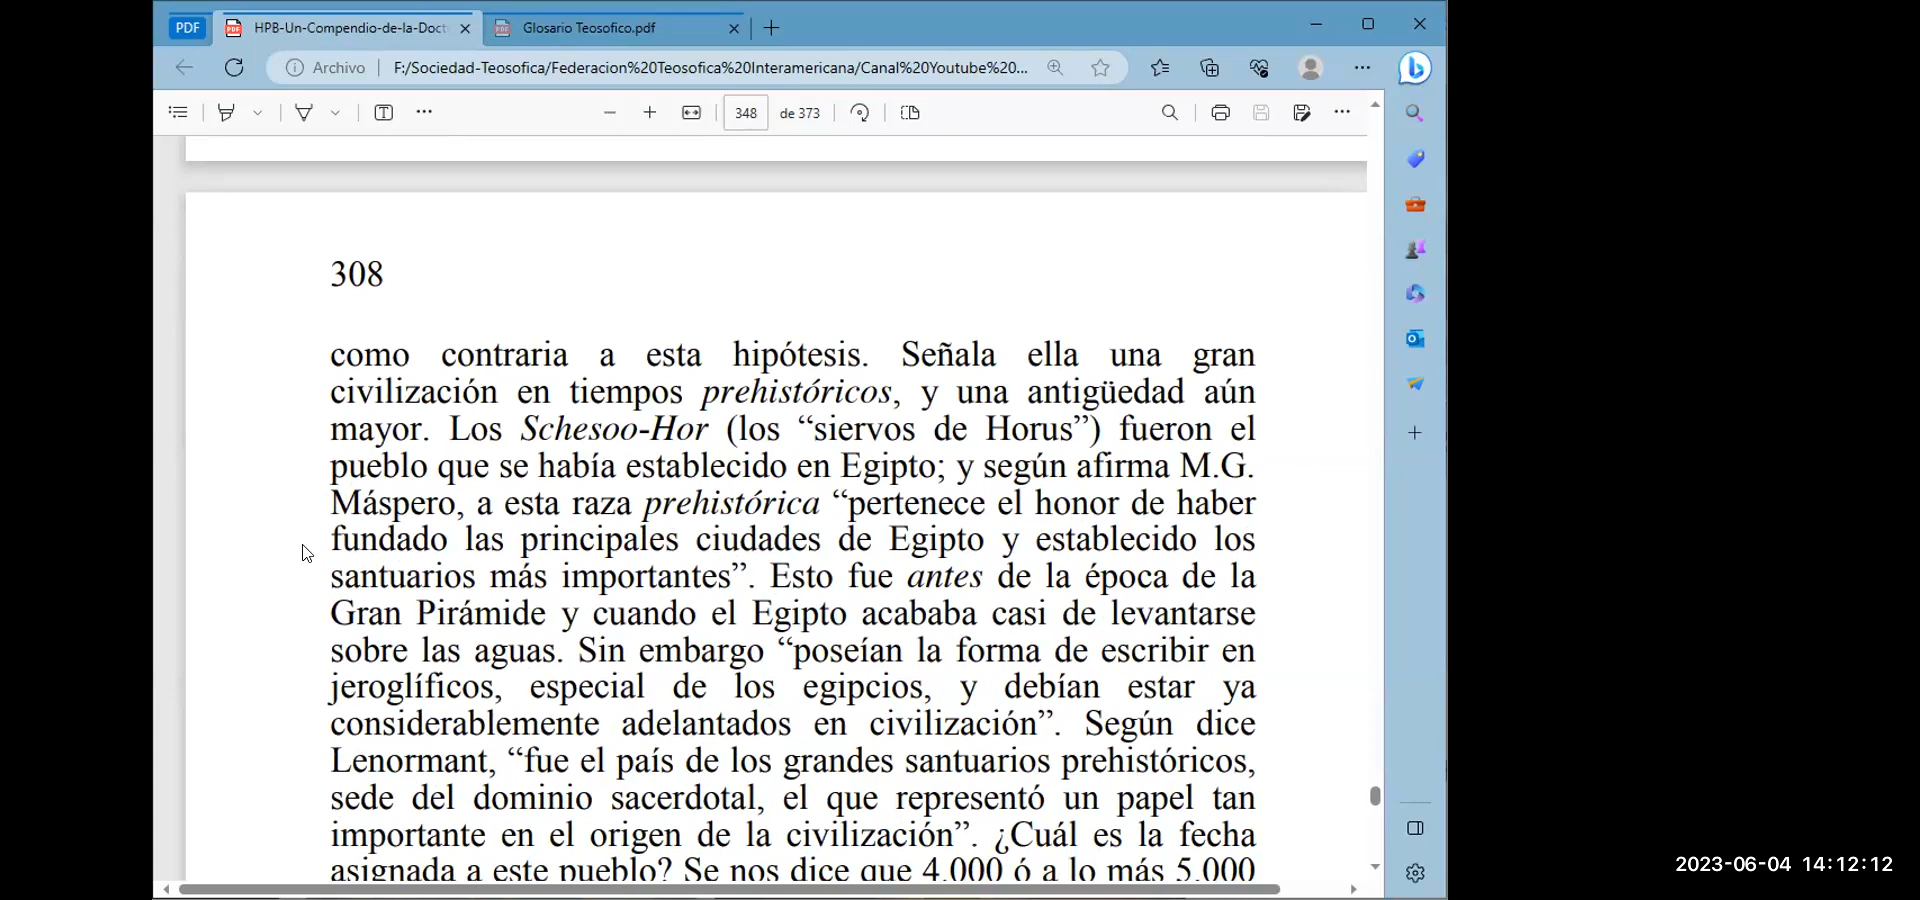 PDF
HPB-Un-Compendio-de-la-Doct
Glosario Teosofico.pdf
Archivo
F:/Sociedad-Teosofica/Federacion%20Teosofica%20Interamericana/Canal%20Youtube%20...
348
de 373
308
como contraria a esta hipótesis. Señala ella una gran
civilización en tiempos prehistóricos, y una antigüedad aún
mayor. Los Schesoo-Hor (los “siervos de Horus”) fueron el
pueblo que se había establecido en Egipto; y según afirma M.G.
Máspero, a esta raza prehistórica “pertenece el honor de haber
fundado las principales ciudades de Egipto y establecido los
santuarios más importantes”. Esto fue antes de la época de la
Gran Pirámide y cuando el Egipto acababa casi de levantarse
sobre las aguas. Sin embargo “poseían la forma de escribir en
jeroglíficos, especial de los egipcios, y debían estar ya
considerablemente adelantados en civilización”. Según dice
Lenormant, “fue el país de los grandes santuarios prehistóricos,
sede del dominio sacerdotal, el que representó un papel tan
importante en el origen de la civilización”. ¿Cuál es la fecha
asignada a este pueblo? Se nos dice que 4.000 ó a lo más 5.000
2023-06-04 14:12:12